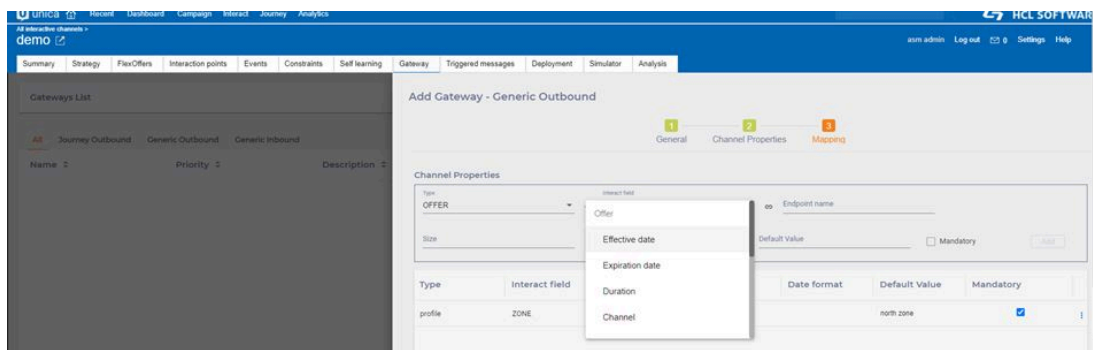 unica Recent Dashboard Campaign Interact Journey Analytics HCL SOFTWAR
All interactive channels >
demo asm admin Log out 0 Settings Help
Summary Strategy FlexOffers Interaction points Events Constraints Self learning Gateway Triggered messages Deployment Simulator Analysis
Gateways List
Add Gateway - Generic Outbound
1 2 3
General Channel Properties Mapping
All Journey Outbound Generic Outbound Generic Inbound
Name Priority Description
Channel Properties
Type Interact field
OFFER Endpoint name
Offer
Size Effective date Default Value Mandatory Add
Expiration date
Type Interact field Date format Default Value Mandatory
Duration
profile ZONE north zone
Channel